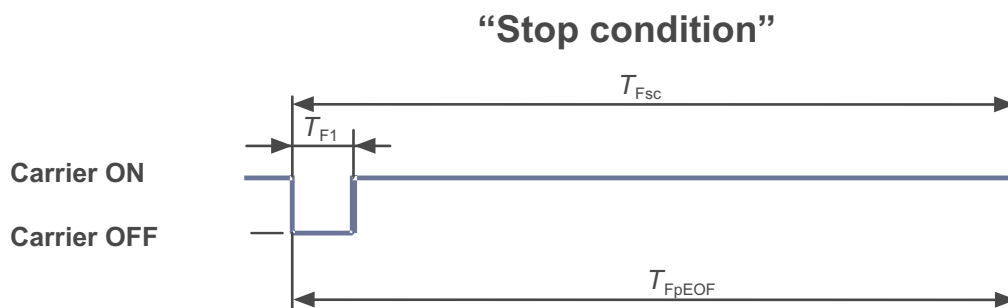 “Stop condition”
TFsc
TF1
Carrier ON
Carrier OFF
TFpEOF